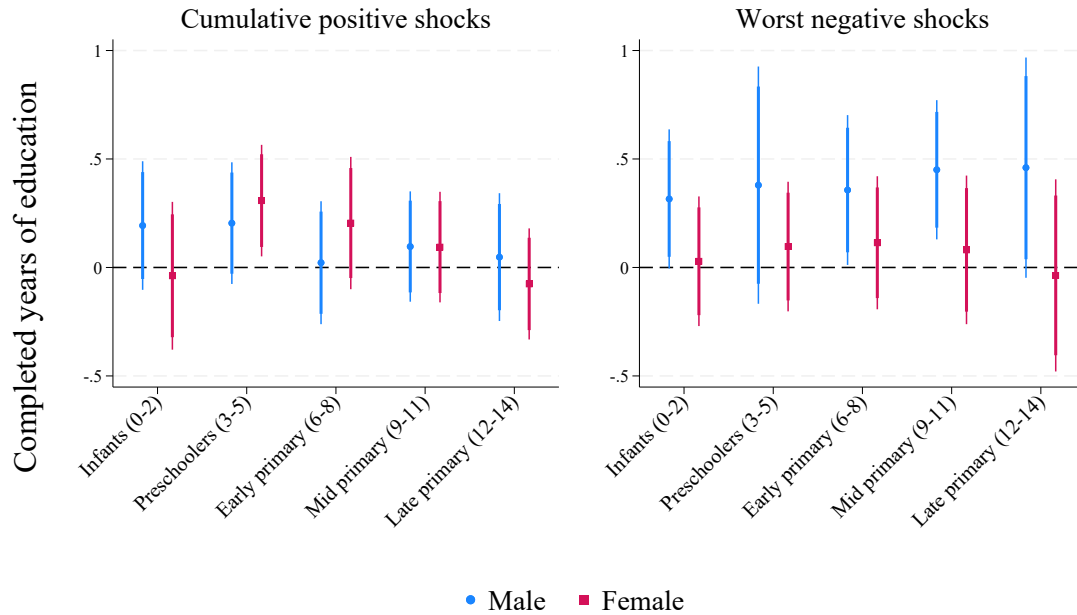 Cumulative positive shocks
Worst negative shocks
Completed years of education
1
.5
0
-.5
1
.5
0
-.5
Infants (0-2)
Preschoolers (3-5)
Early primary (6-8)
Mid primary (9-11)
Late primary (12-14)
Infants (0-2)
Preschoolers (3-5)
Early primary (6-8)
Mid primary (9-11)
Late primary (12-14)
Male
Female